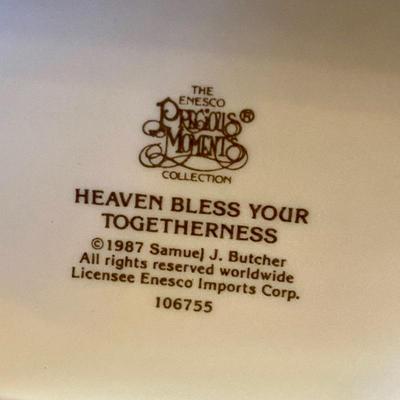 THE
ENESCO
PRECIOUS®
MOMENTS
COLLECTION
HEAVEN BLESS YOUR
TOGETHERNESS
©1987 Samuel J. Butcher
All rights reserved worldwide
Licensee Enesco Imports Corp.
106755